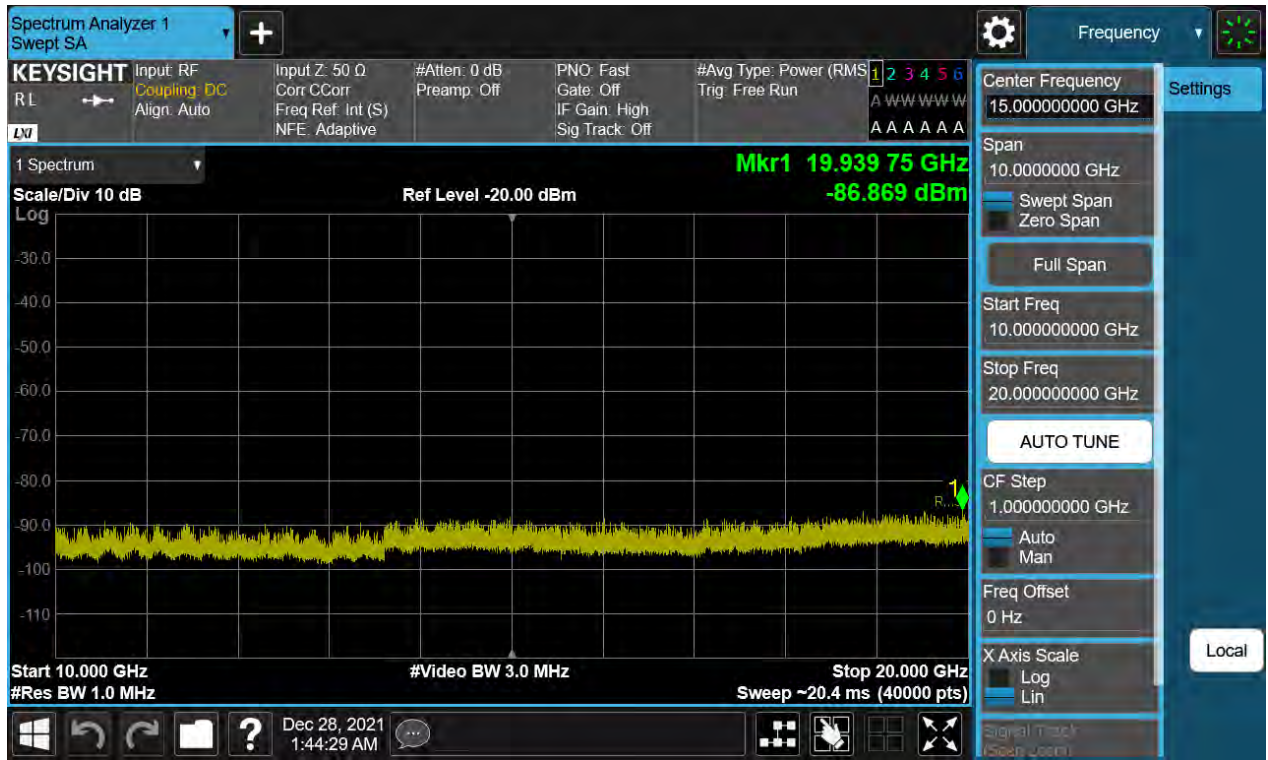 Spectrum Analyzer 1
Swept SA
+
Frequency
KEYSIGHT
RL
LXI
Input: RF
Coupling: DC
Align: Auto
Input Z: 50 Ω
Corr CCorr
Freq Ref: Int (S)
NFE: Adaptive
#Atten: 0 dB
Preamp: Off
PNO: Fast
Gate: Off
IF Gain: High
Sig Track: Off
#Avg Type: Power (RMS
Trig: Free Run
1 2 3 4 5 6
A W W W W W
A A A A A A
1 Spectrum
Mkr1 19.939 75 GHz
-86.869 dBm
Scale/Div 10 dB
Ref Level -20.00 dBm
Log
-30.0
-40.0
-50.0
-60.0
-70.0
-80.0
-90.0
-100
-110
1
R...
Start 10.000 GHz
#Video BW 3.0 MHz
Stop 20.000 GHz
#Res BW 1.0 MHz
Sweep ~20.4 ms (40000 pts)
Center Frequency
15.000000000 GHz
Settings
Span
10.0000000 GHz
Swept Span
Zero Span
Full Span
Start Freq
10.000000000 GHz
Stop Freq
20.000000000 GHz
AUTO TUNE
CF Step
1.000000000 GHz
Auto
Man
Freq Offset
0 Hz
X Axis Scale
Log
Lin
Local
Signal Track
(Span Zoom)
?
Dec 28, 2021
1:44:29 AM